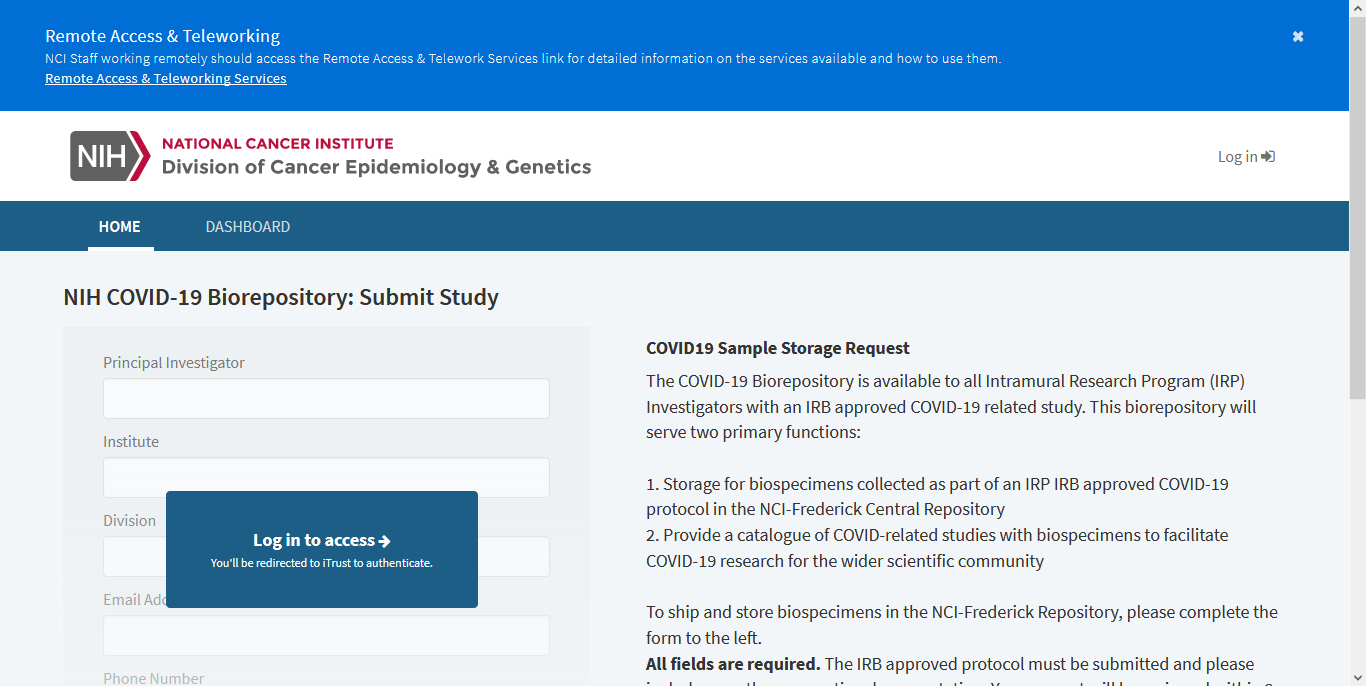 Remote Access & Teleworking
NCI Staff working remotely should access the Remote Access & Telework Services link for detailed information on the services available and how to use them.
Remote Access & Teleworking Services
NIH
NATIONAL CANCER INSTITUTE
Division of Cancer Epidemiology & Genetics
Log in
HOME
DASHBOARD
NIH COVID-19 Biorepository: Submit Study
Principal Investigator
Institute
Division
Log in to access
You'll be redirected to iTrust to authenticate.
Email
Phone Number
COVID19 Sample Storage Request
The COVID-19 Biorepository is available to all Intramural Research Program (IRP)
Investigators with an IRB approved COVID-19 related study. This biorepository will
serve two primary functions:
1. Storage for biospecimens collected as part of an IRP IRB approved COVID-19
protocol in the NCI-Frederick Central Repository
2. Provide a catalogue of COVID-related studies with biospecimens to facilitate
COVID-19 research for the wider scientific community
To ship and store biospecimens in the NCI-Frederick Repository, please complete the
form to the left.
All fields are required. The IRB approved protocol must be submitted and please